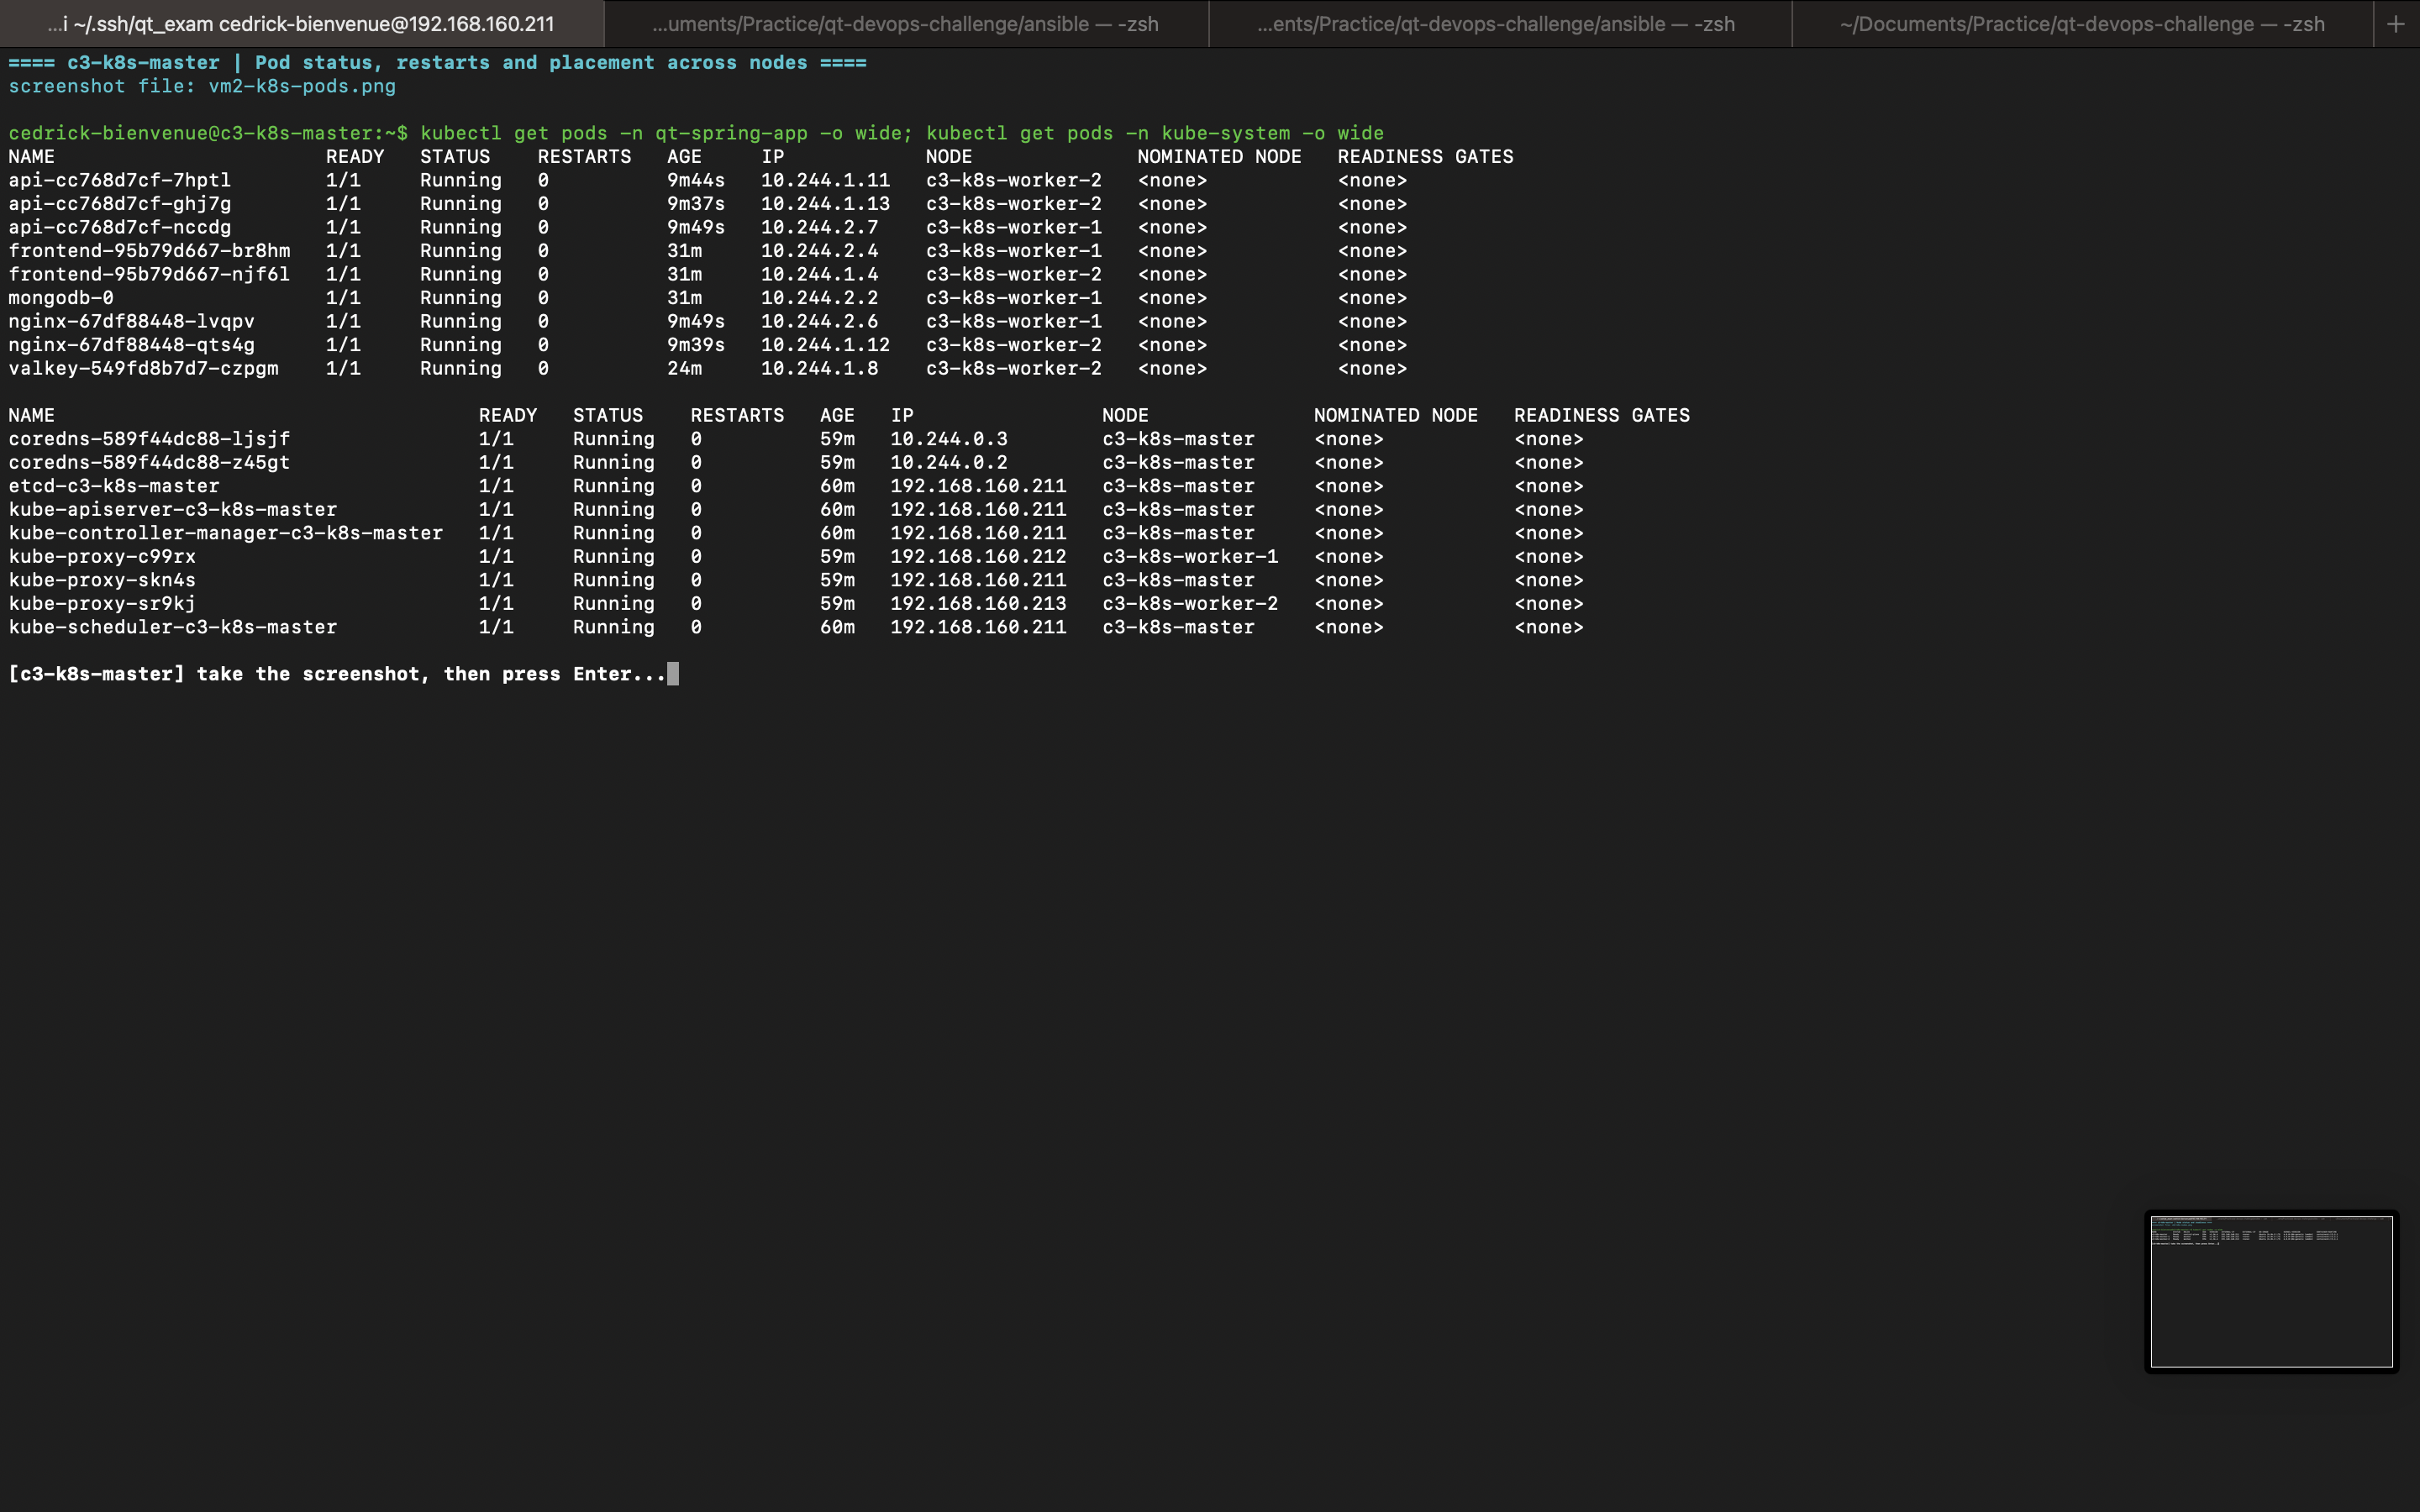 ...i ~/.ssh/qt_exam cedrick-bienvenue@192.168.160.211 ...uments/Practice/qt-devops-challenge/ansible — -zsh ...ents/Practice/qt-devops-challenge/ansible — -zsh ~/Documents/Practice/qt-devops-challenge — -zsh +
==== c3-k8s-master | Pod status, restarts and placement across nodes ====
screenshot file: vm2-k8s-pods.png
cedrick-bienvenue@c3-k8s-master:~$ kubectl get pods -n qt-spring-app -o wide; kubectl get pods -n kube-system -o wide
NAME READY STATUS RESTARTS AGE IP NODE NOMINATED NODE READINESS GATES
api-cc768d7cf-7hptl 1/1 Running 0 9m44s 10.244.1.11 c3-k8s-worker-2 <none> <none>
api-cc768d7cf-ghj7g 1/1 Running 0 9m37s 10.244.1.13 c3-k8s-worker-2 <none> <none>
api-cc768d7cf-nccdg 1/1 Running 0 9m49s 10.244.2.7 c3-k8s-worker-1 <none> <none>
frontend-95b79d667-br8hm 1/1 Running 0 31m 10.244.2.4 c3-k8s-worker-1 <none> <none>
frontend-95b79d667-njf6l 1/1 Running 0 31m 10.244.1.4 c3-k8s-worker-2 <none> <none>
mongodb-0 1/1 Running 0 31m 10.244.2.2 c3-k8s-worker-1 <none> <none>
nginx-67df88448-lvqpv 1/1 Running 0 9m49s 10.244.2.6 c3-k8s-worker-1 <none> <none>
nginx-67df88448-qts4g 1/1 Running 0 9m39s 10.244.1.12 c3-k8s-worker-2 <none> <none>
valkey-549fd8b7d7-czpgm 1/1 Running 0 24m 10.244.1.8 c3-k8s-worker-2 <none> <none>
NAME READY STATUS RESTARTS AGE IP NODE NOMINATED NODE READINESS GATES
coredns-589f44dc88-ljsjf 1/1 Running 0 59m 10.244.0.3 c3-k8s-master <none> <none>
coredns-589f44dc88-z45gt 1/1 Running 0 59m 10.244.0.2 c3-k8s-master <none> <none>
etcd-c3-k8s-master 1/1 Running 0 60m 192.168.160.211 c3-k8s-master <none> <none>
kube-apiserver-c3-k8s-master 1/1 Running 0 60m 192.168.160.211 c3-k8s-master <none> <none>
kube-controller-manager-c3-k8s-master 1/1 Running 0 60m 192.168.160.211 c3-k8s-master <none> <none>
kube-proxy-c99rx 1/1 Running 0 59m 192.168.160.212 c3-k8s-worker-1 <none> <none>
kube-proxy-skn4s 1/1 Running 0 59m 192.168.160.211 c3-k8s-master <none> <none>
kube-proxy-sr9kj 1/1 Running 0 59m 192.168.160.213 c3-k8s-worker-2 <none> <none>
kube-scheduler-c3-k8s-master 1/1 Running 0 60m 192.168.160.211 c3-k8s-master <none> <none>
[c3-k8s-master] take the screenshot, then press Enter...